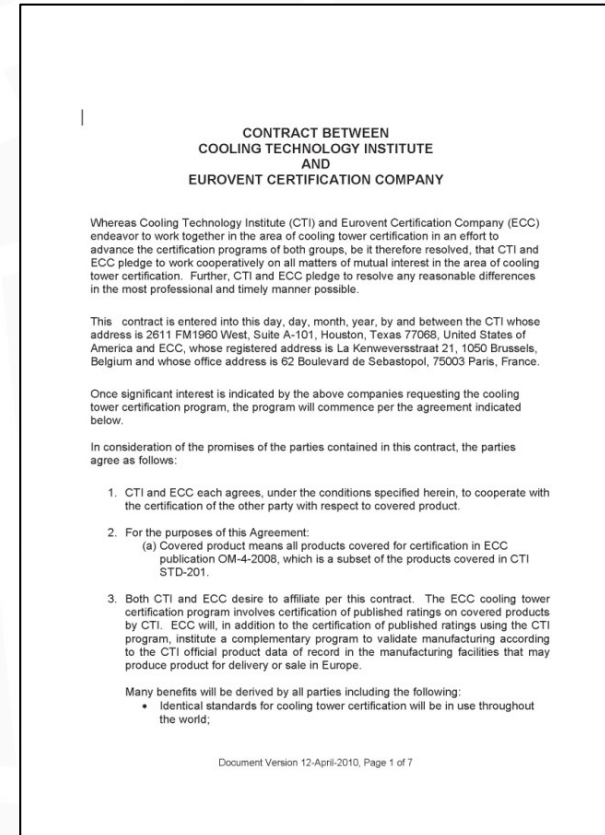 CONTRACT BETWEEN
COOLING TECHNOLOGY INSTITUTE
AND
EUROVENT CERTIFICATION COMPANY
Whereas Cooling Technology Institute (CTI) and Eurovent Certification Company (ECC)
endeavor to work together in the area of cooling tower certification in an effort to
advance the certification programs of both groups, be it therefore resolved, that CTI and
ECC pledge to work cooperatively on all matters of mutual interest in the area of cooling
tower certification. Further, CTI and ECC pledge to resolve any reasonable differences
in the most professional and timely manner possible.
This contract is entered into this day, day, month, year, by and between the CTI whose
address is 2611 FM1960 West, Suite A-101, Houston, Texas 77068, United States of
America and ECC, whose registered address is La Kenweversstraat 21, 1050 Brussels,
Belgium and whose office address is 62 Boulevard de Sebastopol, 75003 Paris, France.
Once significant interest is indicated by the above companies requesting the cooling
tower certification program, the program will commence per the agreement indicated
below.
In consideration of the promises of the parties contained in this contract, the parties
agree as follows:
1. CTI and ECC each agrees, under the conditions specified herein, to cooperate with
the certification of the other party with respect to covered product.
2. For the purposes of this Agreement:
(a) Covered product means all products covered for certification in ECC
publication OM-4-2008, which is a subset of the products covered in CTI
STD-201.
3. Both CTI and ECC desire to affiliate per this contract. The ECC cooling tower
certification program involves certification of published ratings on covered products
by CTI. ECC will, in addition to the certification of published ratings using the CTI
program, institute a complementary program to validate manufacturing according
to the CTI official product data of record in the manufacturing facilities that may
produce product for delivery or sale in Europe.
Many benefits will be derived by all parties including the following:
• Identical standards for cooling tower certification will be in use throughout
the world;
Document Version 12-April-2010, Page 1 of 7